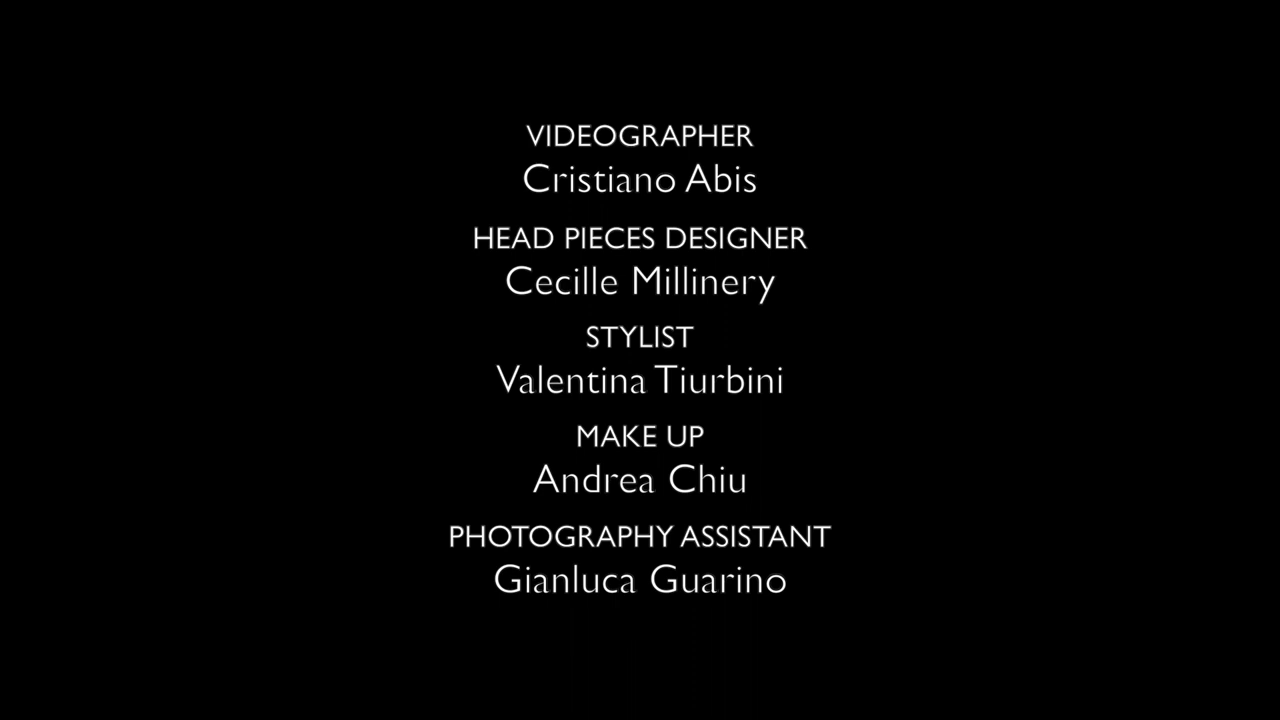 VIDEOGRAPHER
Cristiano Abis
HEAD PIECES DESIGNER
Cecille Millinery
STYLIST
Valentina Tiurbini
MAKE UP
Andrea Chiu
PHOTOGRAPHY ASSISTANT
Gianluca Guarino